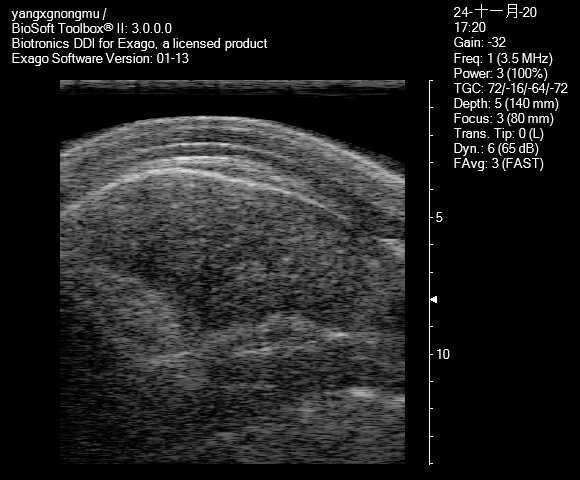 yangxgnongmu /
BioSoft Toolbox® II: 3.0.0.0
Biotronics DDI for Exago, a licensed product
Exago Software Version: 01-13
24-十一月-20
17:20
Gain: -32
Freq: 1 (3.5 MHz)
Power: 3 (100%)
TGC: 72/-16/-64/-72
Depth: 5 (140 mm)
Focus: 3 (80 mm)
Trans. Tip: 0 (L)
Dyn.: 6 (65 dB)
FAvg: 3 (FAST)
5
10